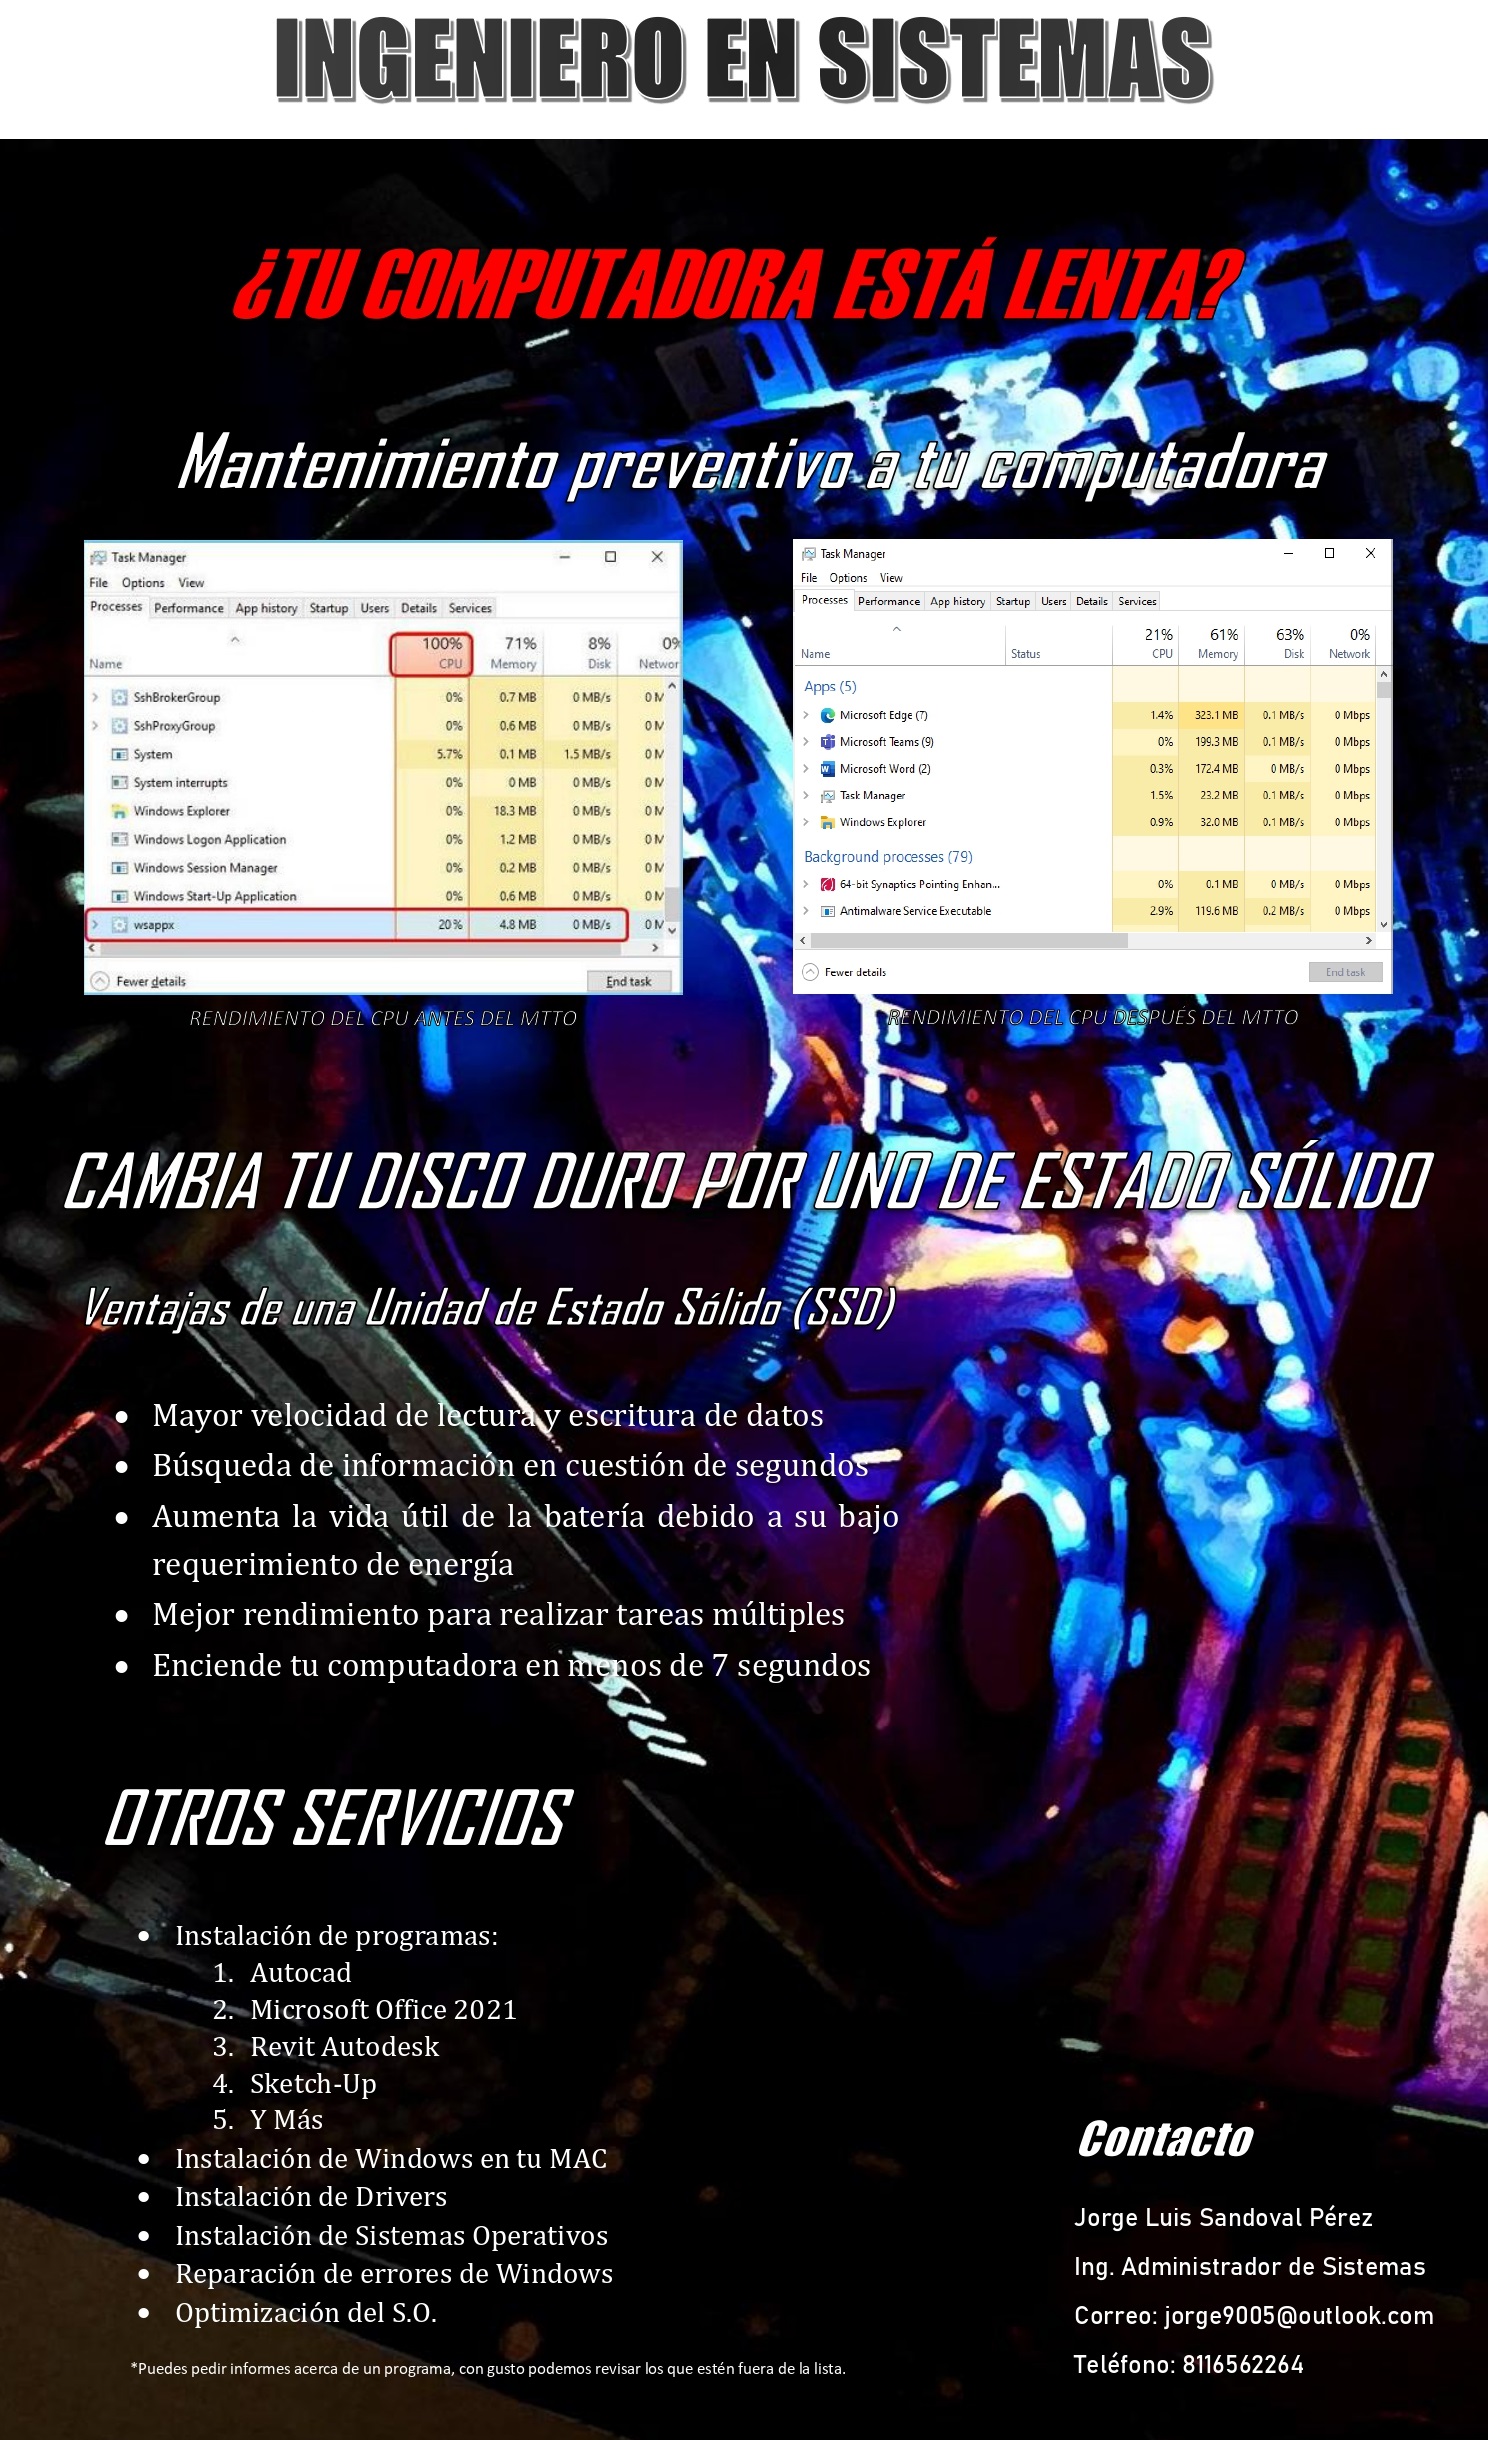 INGENIERO EN SISTEMAS
¿TU COMPUTADORA ESTÁ LENTA?
Mantenimiento preventivo a tu computadora
Task Manager
File Options View
Processes Performance App history Startup Users Details Services
100% 71% 8% 0%
Name CPU Memory Disk Networ
SshBrokerGroup 0% 0.7 MB 0 MB/s 0 M
SshProxyGroup 0% 0.6 MB 0 MB/s 0 M
System 5.7% 0.1 MB 1.5 MB/s 0 M
System interrupts 0% 0 MB 0 MB/s 0 M
Windows Explorer 0% 18.3 MB 0 MB/s 0 M
Windows Logon Application 0% 1.2 MB 0 MB/s 0 M
Windows Session Manager 0% 0.2 MB 0 MB/s 0 M
Windows Start-Up Application 0% 0.6 MB 0 MB/s 0 M
wsappx 20% 4.8 MB 0 MB/s 0 M
Fewer details End task
RENDIMIENTO DEL CPU ANTES DEL MTTO
Task Manager
File Options View
Processes Performance App history Startup Users Details Services
21% 61% 63% 0%
Name Status CPU Memory Disk Network
Apps (5)
Microsoft Edge (7) 1.4% 323.1 MB 0.1 MB/s 0 Mbps
Microsoft Teams (9) 0% 199.3 MB 0.1 MB/s 0 Mbps
Microsoft Word (2) 0.3% 172.4 MB 0 MB/s 0 Mbps
Task Manager 1.5% 23.2 MB 0.1 MB/s 0 Mbps
Windows Explorer 0.9% 32.0 MB 0.1 MB/s 0 Mbps
Background processes (79)
64-bit Synaptics Pointing Enhan... 0% 0.1 MB 0 MB/s 0 Mbps
Antimalware Service Executable 2.9% 119.6 MB 0.2 MB/s 0 Mbps
Fewer details End task
RENDIMIENTO DEL CPU DESPUÉS DEL MTTO
CAMBIA TU DISCO DURO POR UNO DE ESTADO SÓLIDO
Ventajas de una Unidad de Estado Sólido (SSD)
• Mayor velocidad de lectura y escritura de datos
• Búsqueda de información en cuestión de segundos
• Aumenta la vida útil de la batería debido a su bajo
requerimiento de energía
• Mejor rendimiento para realizar tareas múltiples
• Enciende tu computadora en menos de 7 segundos
OTROS SERVICIOS
• Instalación de programas:
1. Autocad
2. Microsoft Office 2021
3. Revit Autodesk
4. Sketch-Up
5. Y Más
• Instalación de Windows en tu MAC
• Instalación de Drivers
• Instalación de Sistemas Operativos
• Reparación de errores de Windows
• Optimización del S.O.
*Puedes pedir informes acerca de un programa, con gusto podemos revisar los que estén fuera de la lista.
Contacto
Jorge Luis Sandoval Pérez
Ing. Administrador de Sistemas
Correo: jorge9005@outlook.com
Teléfono: 8116562264